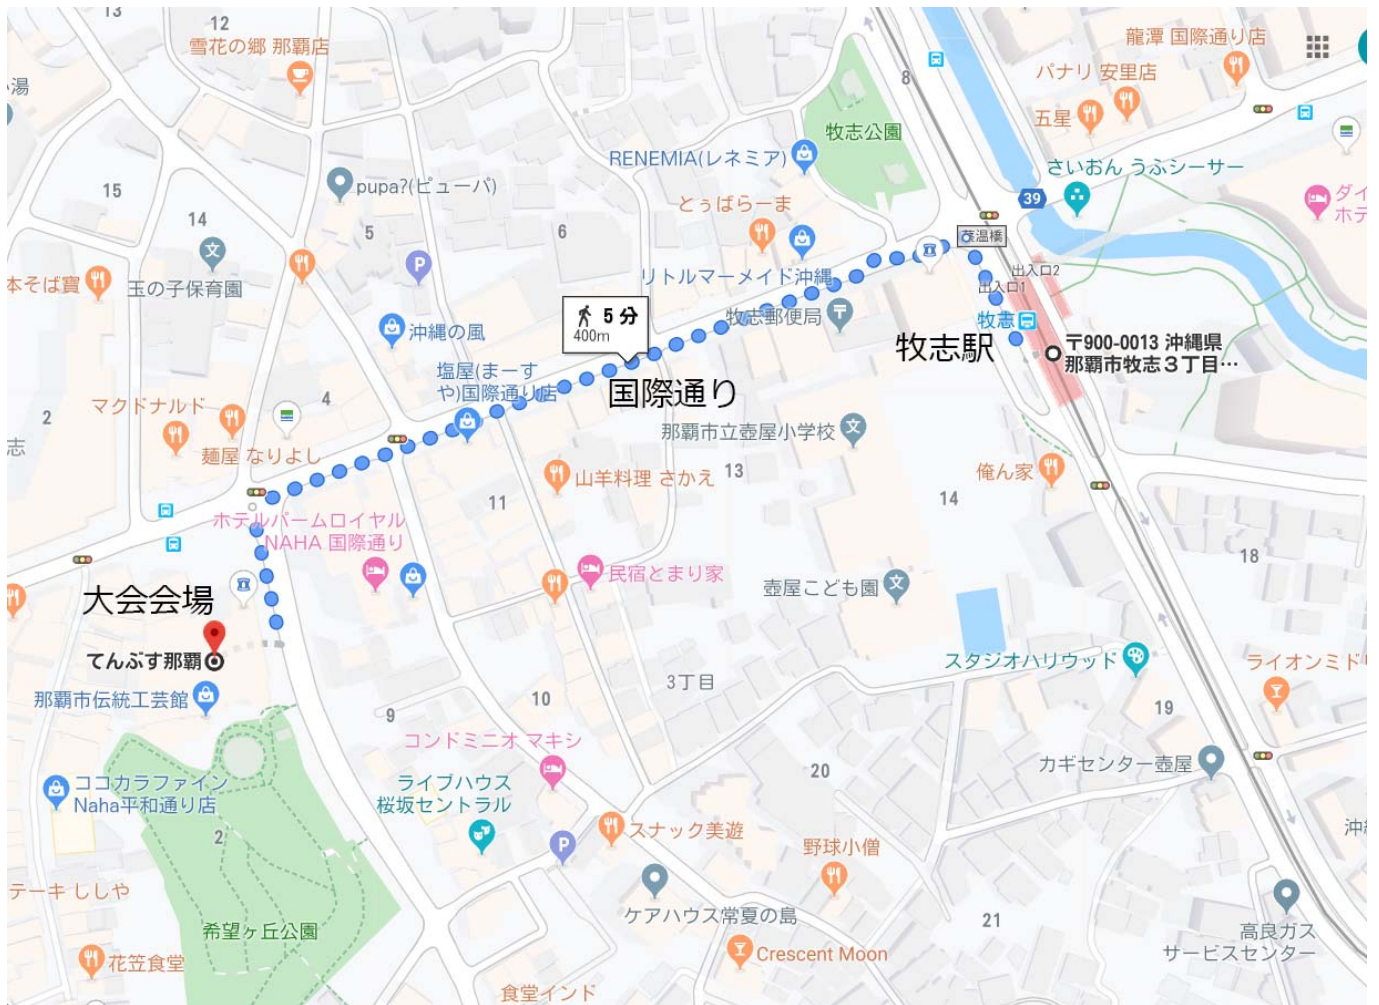 13
12
雪花の郷 那覇店
湯
8
龍潭 国際通り店
パナリ 安里店
五星
牧志公園
RENEMIA(レネミア)
さいおん うふシーサー
15
pupa?(ピューパ)
39
ダイ
ホテ
とぅばらーま
14
5
6
玉の子保育園
本そば寶
P
リトルマーメイド沖縄
出入口2
出入口1
牧志郵便局
牧志
5 分
400m
沖縄の風
牧志駅
〒900-0013 沖縄県
那覇市牧志3丁目…
塩屋(まーす
や)国際通り店
国際通り
2
4
マクドナルド
志
麺屋 なりよし
那覇市立壺屋小学校
山羊料理 さかえ
13
俺ん家
11
14
ホテルパームロイヤル
NAHA 国際通り
18
民宿とまり家
壺屋こども園
大会会場
てんぶす那覇
スタジオハリウッド
ライオンミド
3丁目
那覇市伝統工芸館
10
9
19
コンドミニオ マキシ
カギセンター壺屋
20
ココカラファイン
Naha平和通り店
ライブハウス
桜坂セントラル
2
P
スナック美遊
沖
野球小僧
テーキ ししや
ケアハウス常夏の島
21
希望ヶ丘公園
高良ガス
サービスセンター
花笠食堂
Crescent Moon
食堂インド